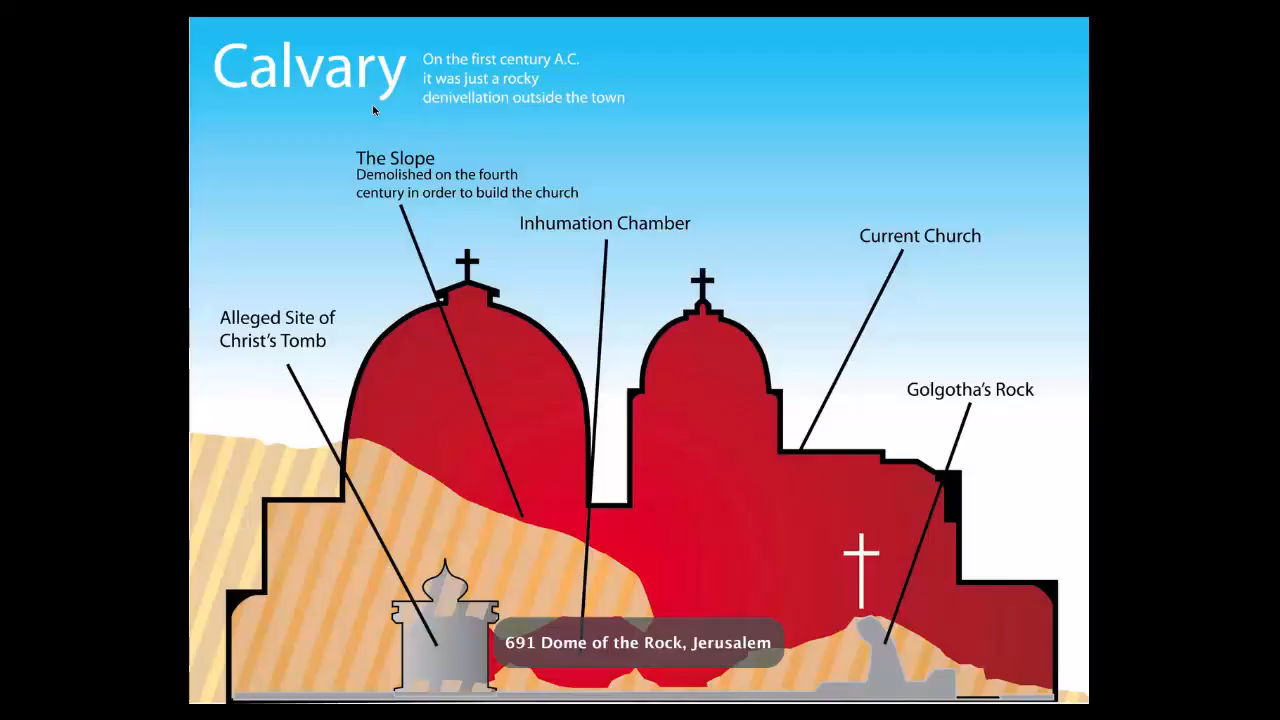 Calvary
On the first century A.C.
it was just a rocky
denivellation outside the town
The Slope
Demolished on the fourth
century in order to build the church
Inhumation Chamber
Current Church
Alleged Site of
Christ's Tomb
Golgotha's Rock
691 Dome of the Rock, Jerusalem